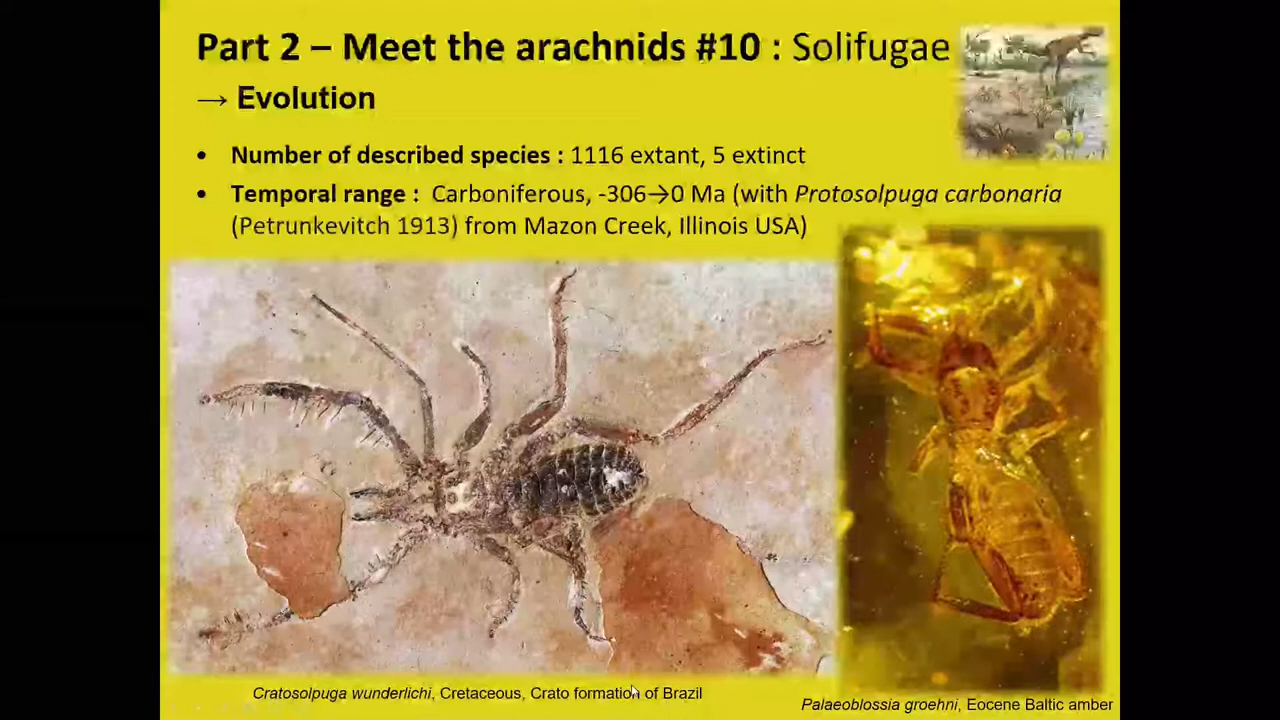 Part 2 – Meet the arachnids #10 : Solifugae
→ Evolution
• Number of described species : 1116 extant, 5 extinct
• Temporal range : Carboniferous, -306→0 Ma (with Protosolpuga carbonaria
(Petrunkevitch 1913) from Mazon Creek, Illinois USA)
Cratosolpuga wunderlichi, Cretaceous, Crato formation of Brazil
Palaeoblossia groehni, Eocene Baltic amber